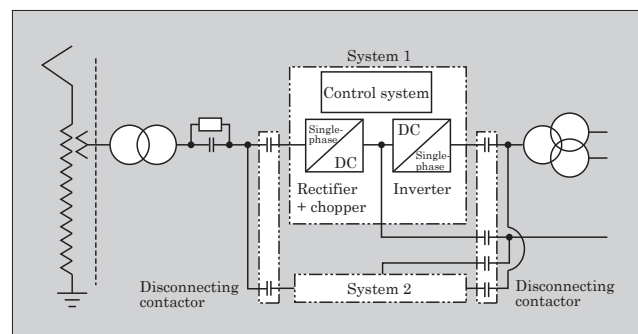 System 1
Control system
Single-
phase
DC
DC
Single-
phase
Rectifier
+ chopper
Inverter
Disconnecting
contactor
System 2
Disconnecting
contactor